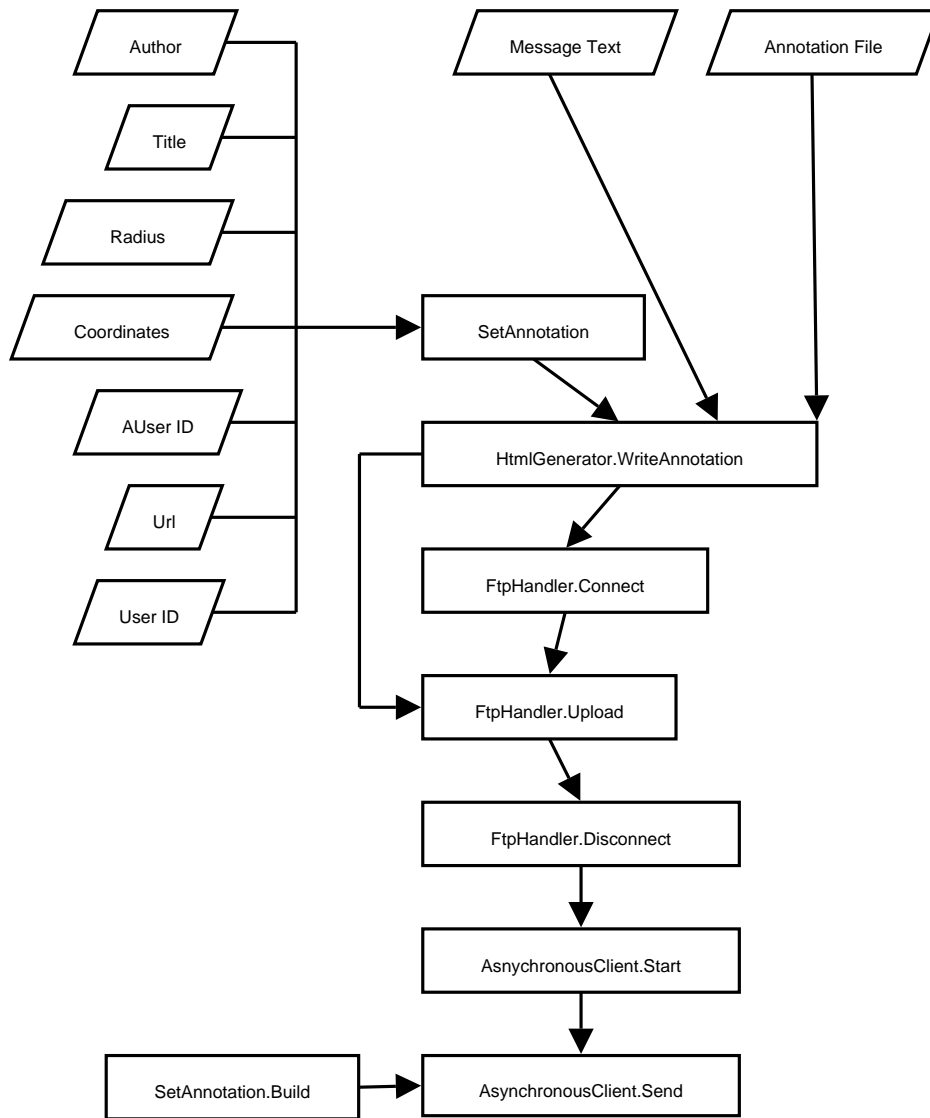 Author
Message Text
Annotation File
Title
Radius
Coordinates
SetAnnotation
AUser ID
HtmlGenerator.WriteAnnotation
Url
FtpHandler.Connect
User ID
FtpHandler.Upload
FtpHandler.Disconnect
AsnychronousClient.Start
SetAnnotation.Build
AsynchronousClient.Send